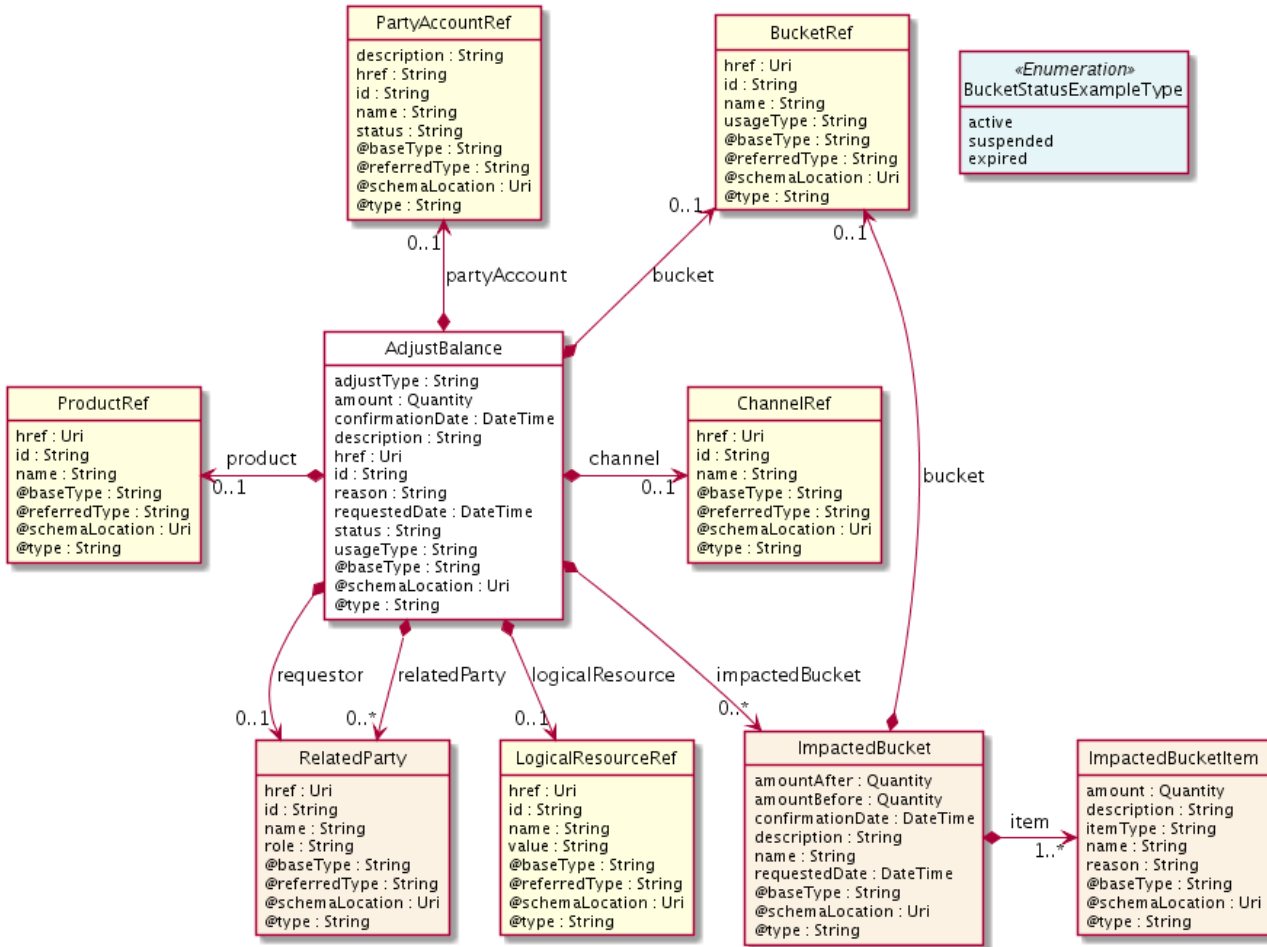 PartyAccountRef
description : String
href : String
id : String
name : String
status : String
@baseType : String
@referredType : String
@schemaLocation : Uri
@type : String
BucketRef
href : Uri
id : String
name : String
usageType : String
@baseType : String
@referredType : String
@schemaLocation : Uri
@type : String
«Enumeration»
BucketStatusExampleType
active
suspended
expired
0..1
partyAccount
0..1
bucket
0..1
bucket
AdjustBalance
adjustType : String
amount : Quantity
confirmationDate : DateTime
description : String
href : Uri
id : String
reason : String
requestedDate : DateTime
status : String
usageType : String
@baseType : String
@schemaLocation : Uri
@type : String
ProductRef
href : Uri
id : String
name : String
@baseType : String
@referredType : String
@schemaLocation : Uri
@type : String
product
0..1
channel
0..1
ChannelRef
href : Uri
id : String
name : String
@baseType : String
@referredType : String
@schemaLocation : Uri
@type : String
requestor
0..1
relatedParty
0..*
logicalResource
0..1
impactedBucket
0..*
RelatedParty
href : Uri
id : String
name : String
role : String
@baseType : String
@referredType : String
@schemaLocation : Uri
@type : String
LogicalResourceRef
href : Uri
id : String
name : String
value : String
@baseType : String
@referredType : String
@schemaLocation : Uri
@type : String
ImpactedBucket
amountAfter : Quantity
amountBefore : Quantity
confirmationDate : DateTime
description : String
name : String
requestedDate : DateTime
@baseType : String
@schemaLocation : Uri
@type : String
item
1..*
ImpactedBucketItem
amount : Quantity
description : String
itemType : String
name : String
reason : String
@baseType : String
@schemaLocation : Uri
@type : String